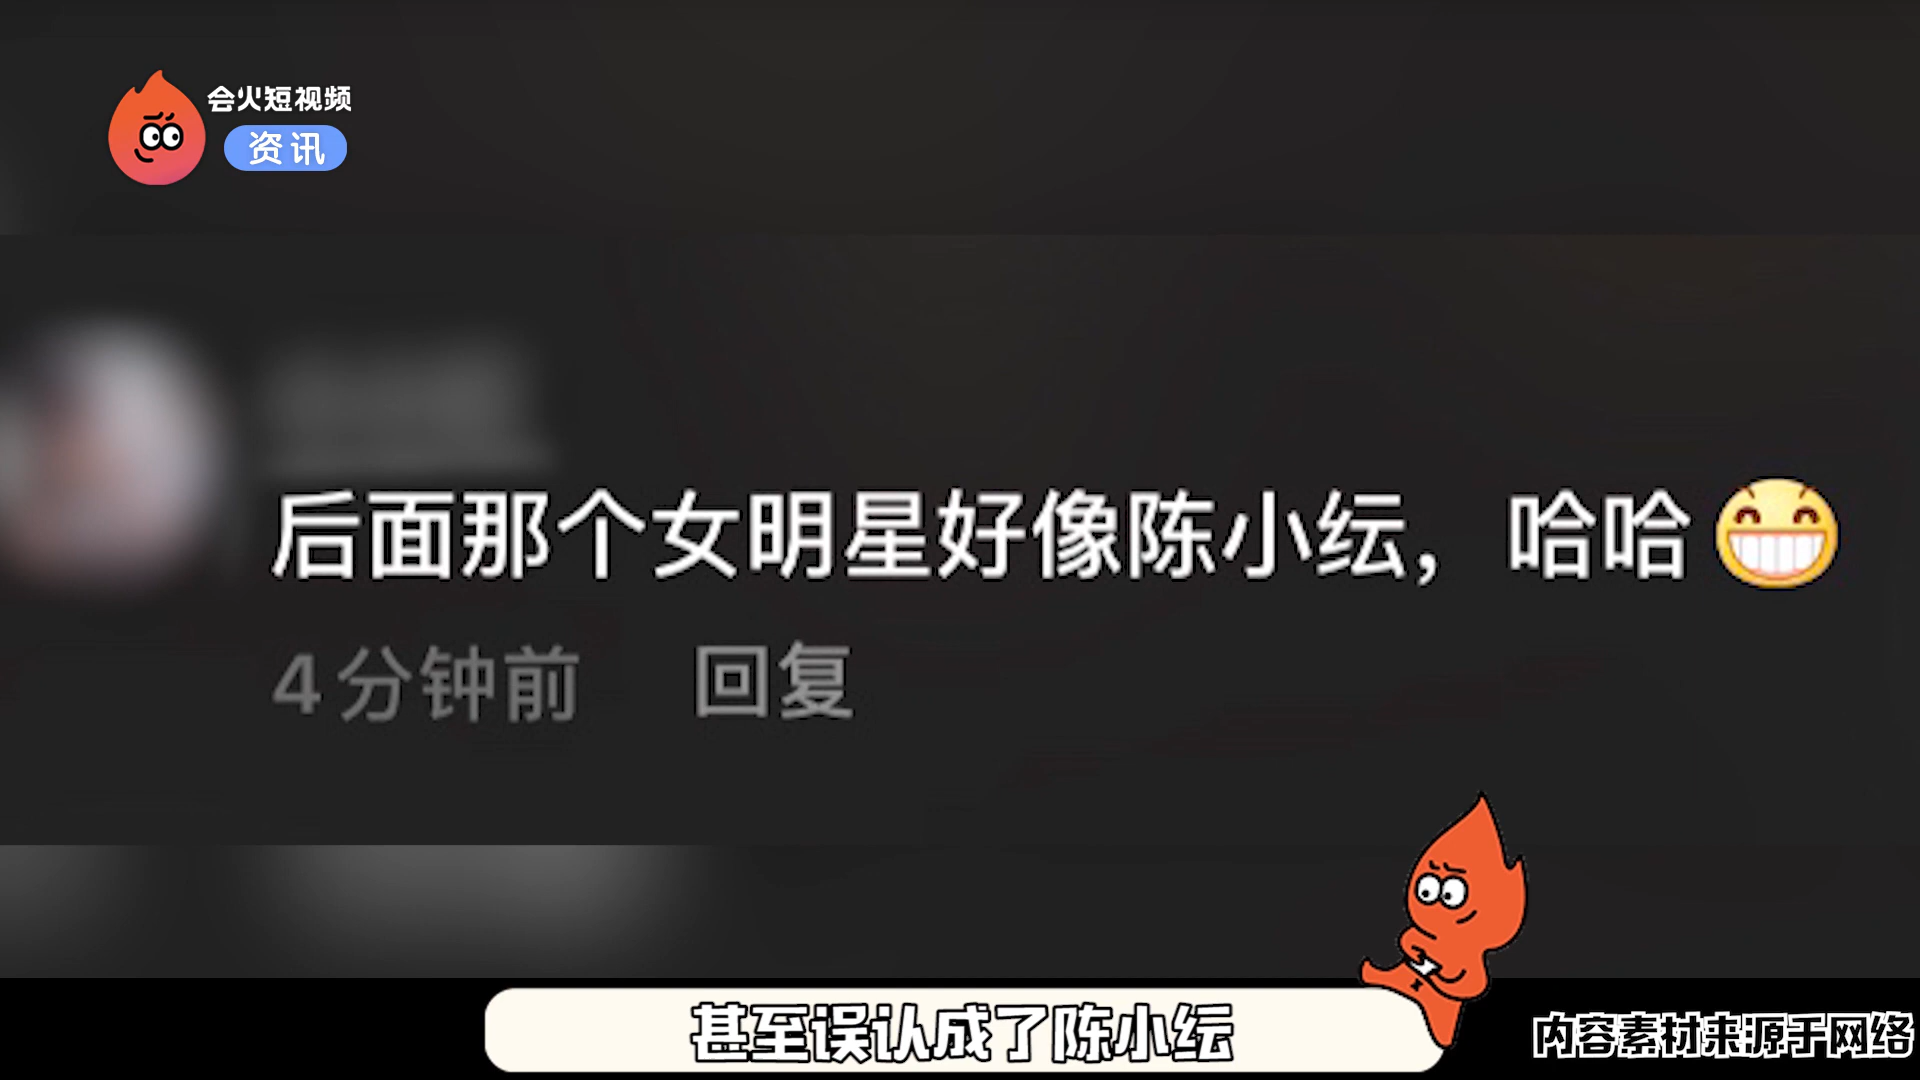 会火短视频
资讯
后面那个女明星好像陈小纭，哈哈😁
4分钟前 回复
甚至误认成了陈小纭
内容素材来源于网络